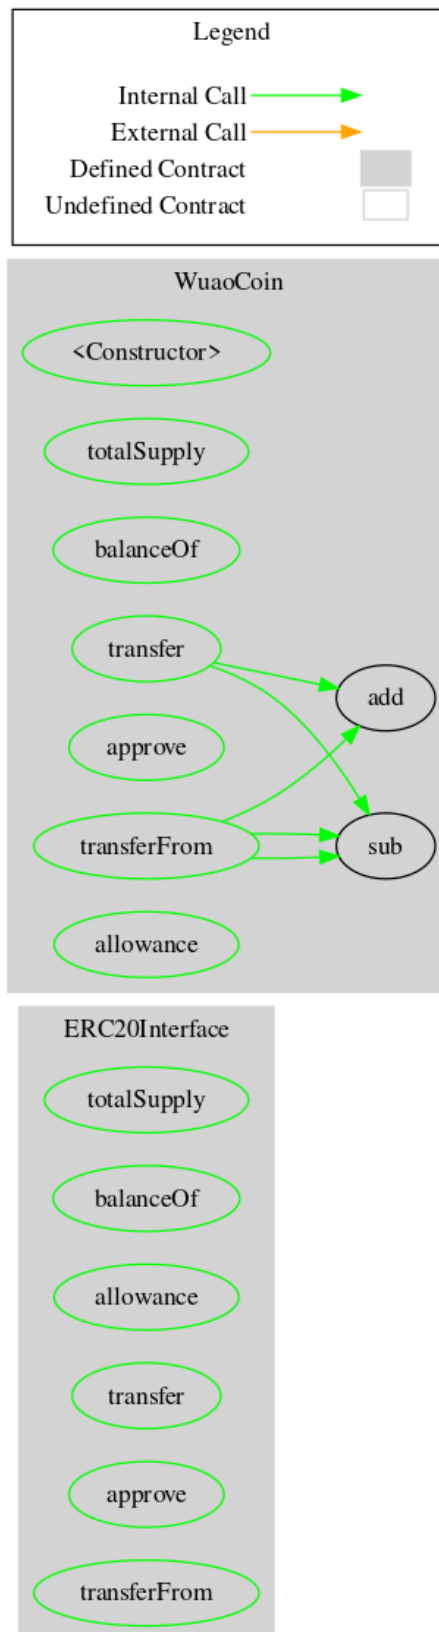 Legend
Internal Call
External Call
Defined Contract
Undefined Contract
WuaoCoin
<Constructor>
totalSupply
balanceOf
transfer
add
approve
transferFrom
sub
allowance
ERC20Interface
totalSupply
balanceOf
allowance
transfer
approve
transferFrom